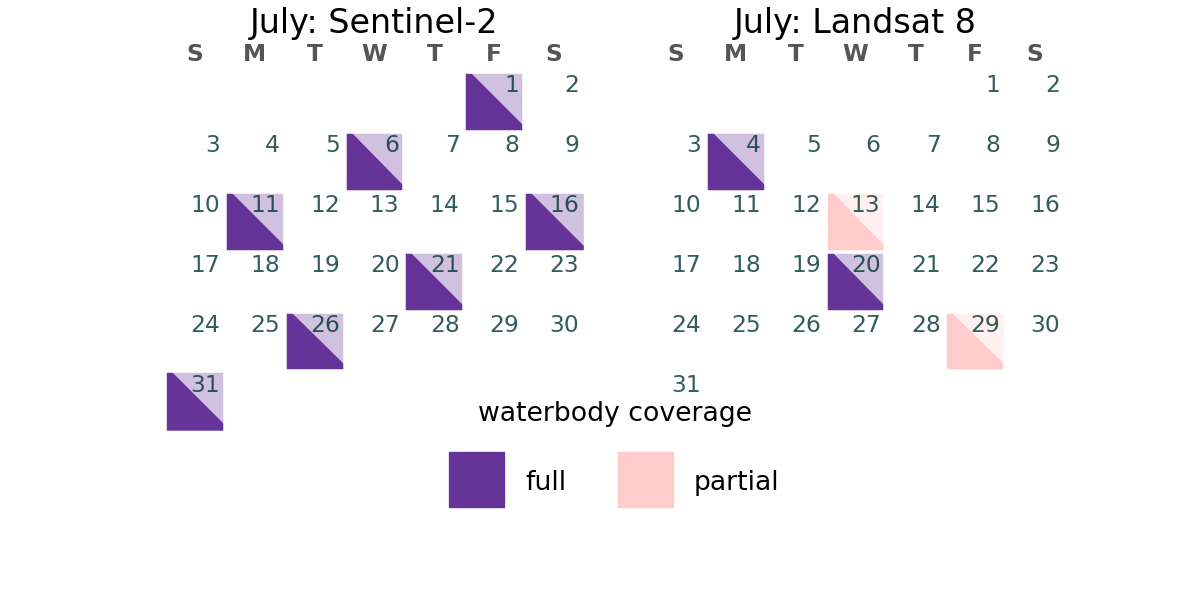 July: Sentinel-2
S M T W T F S
1 2
3 4 5 6 7 8 9
10 11 12 13 14 15 16
17 18 19 20 21 22 23
24 25 26 27 28 29 30
31
July: Landsat 8
S M T W T F S
1 2
3 4 5 6 7 8 9
10 11 12 13 14 15 16
17 18 19 20 21 22 23
24 25 26 27 28 29 30
31
waterbody coverage
full partial